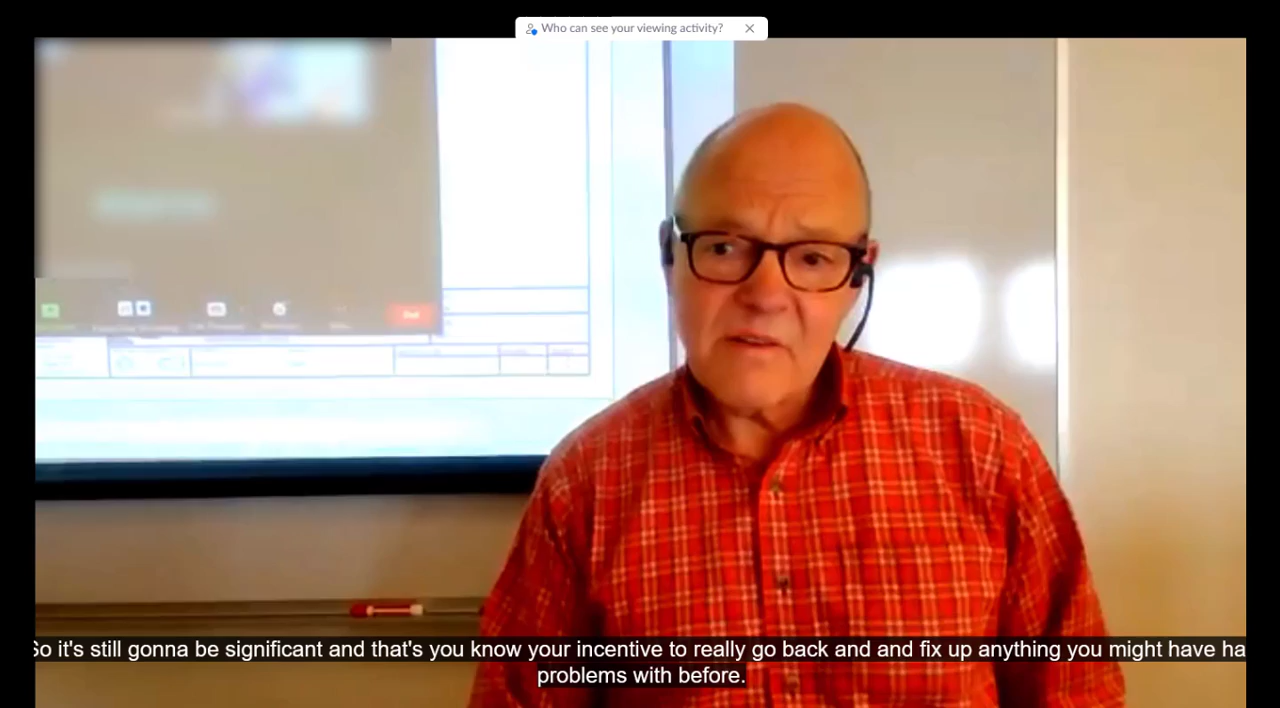 Who can see your viewing activity?
So it's still gonna be significant and that's you know your incentive to really go back and and fix up anything you might have ha
problems with before.